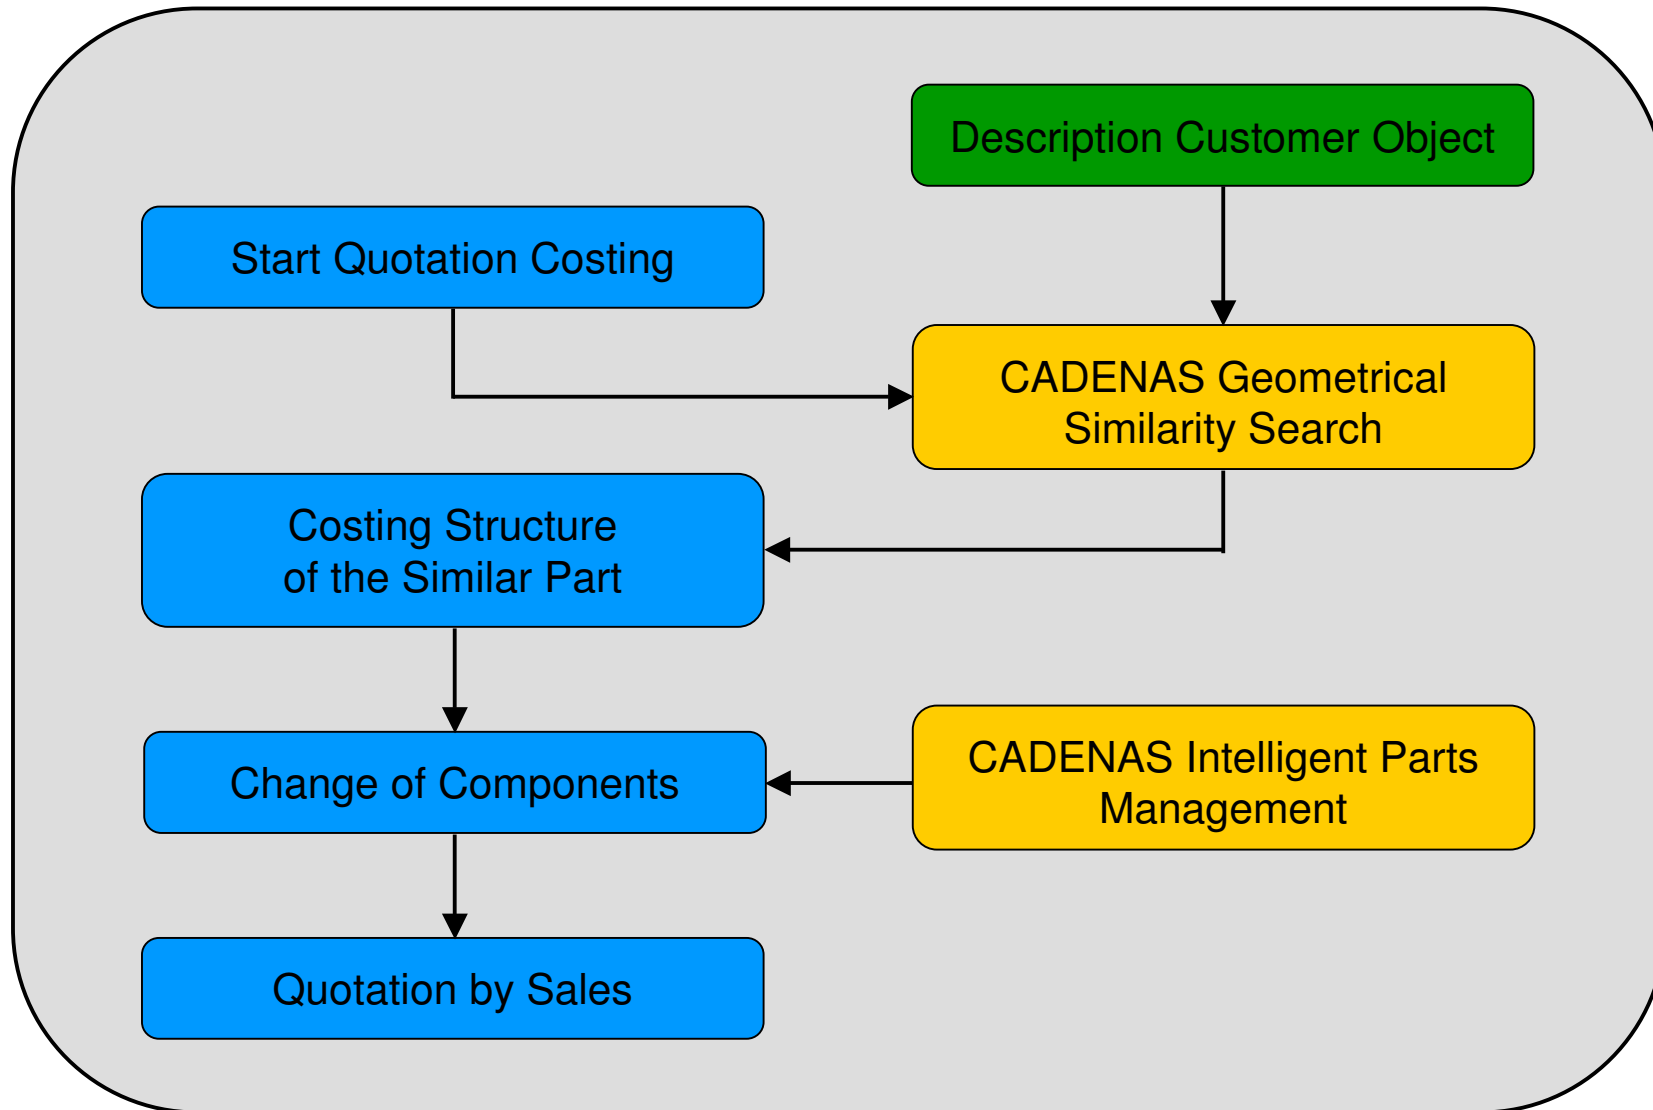 Description Customer Object
Start Quotation Costing
CADENAS Geometrical
Similarity Search
Costing Structure
of the Similar Part
CADENAS Intelligent Parts
Management
Change of Components
Quotation by Sales